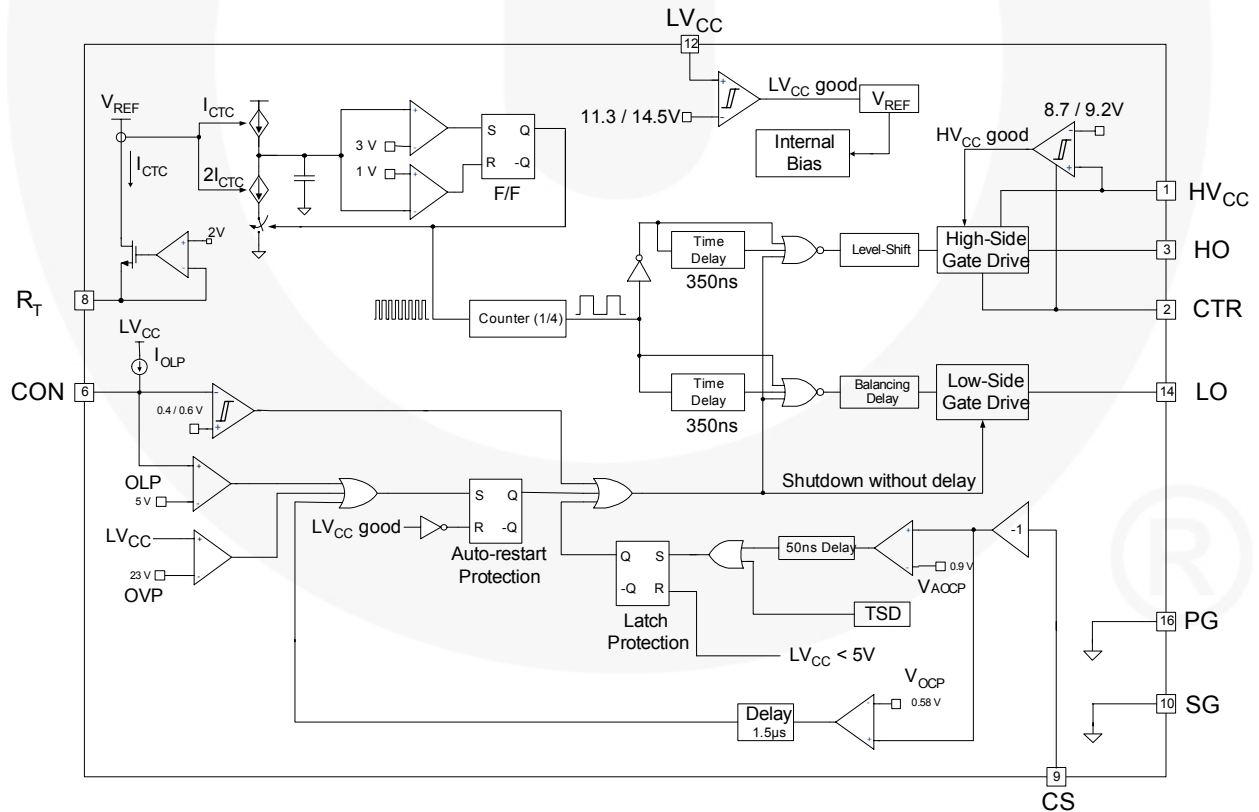 LVCC
12
VREF
ICTC
ICTC
2ICTC
3 V
1 V
S
Q
R
-Q
F/F
2V
LVCC good
VREF
11.3 / 14.5V
Internal
Bias
8.7 / 9.2V
HVCC good
1
HVCC
Time
Delay
350ns
Level-Shift
High-Side
Gate Drive
3
HO
2
CTR
RT
8
Counter (1/4)
LVCC
IOLP
CON
6
0.4 / 0.6 V
Time
Delay
350ns
Balancing
Delay
Low-Side
Gate Drive
14
LO
OLP
5 V
Shutdown without delay
S
Q
R
-Q
LVCC good
Auto-restart
Protection
LVCC
23 V
OVP
Q
S
-Q
R
Latch
Protection
50ns Delay
-1
0.9 V
VAOCP
TSD
LVCC < 5V
16
PG
VOCP
0.58 V
Delay
1.5µs
10
SG
9
CS
®
+
-
+
-
+
-
+
-
-
+
+
-
-
+
+
-
+
-
+
-
-
+